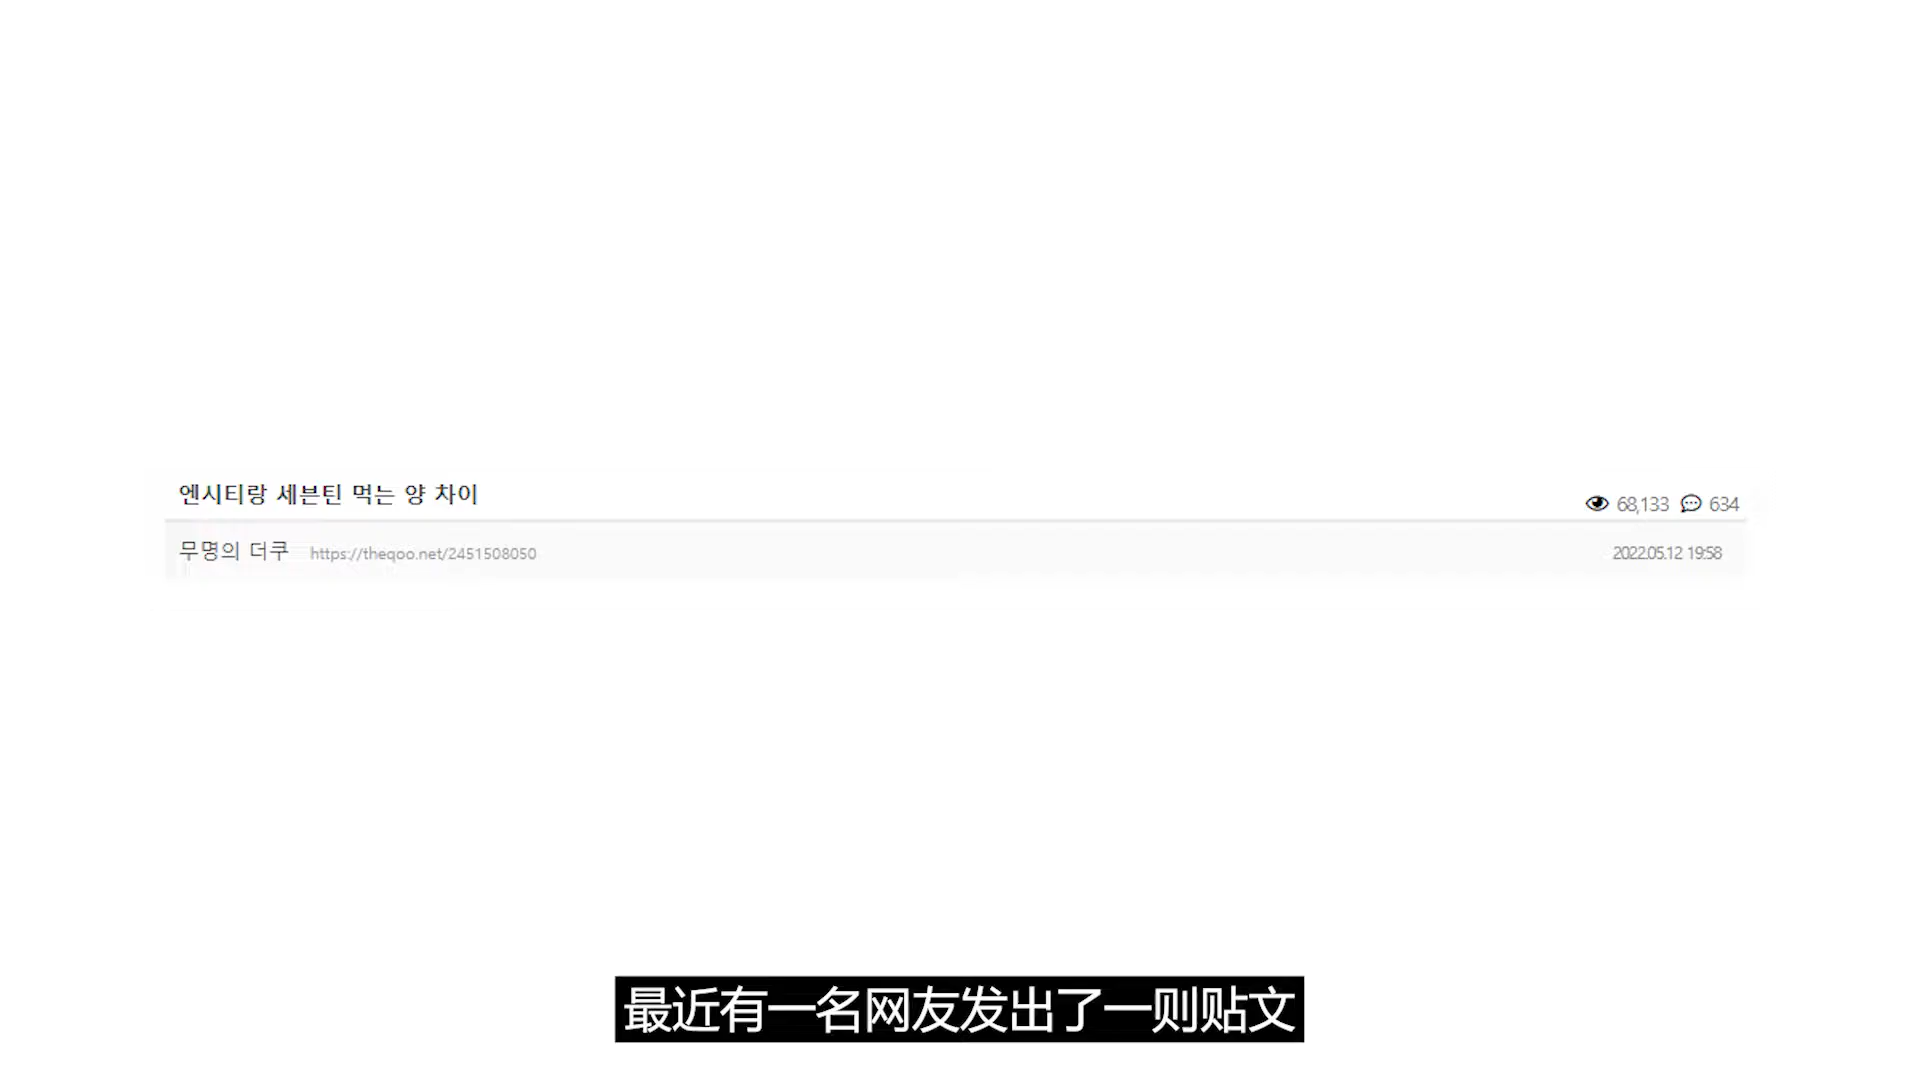 엔시티랑 세븐틴 먹는 양 차이
68,133 634
무명의 더쿠 https://theqoo.net/2451508050
2022.05.12 19:58
最近有一名网友发出了一则贴文